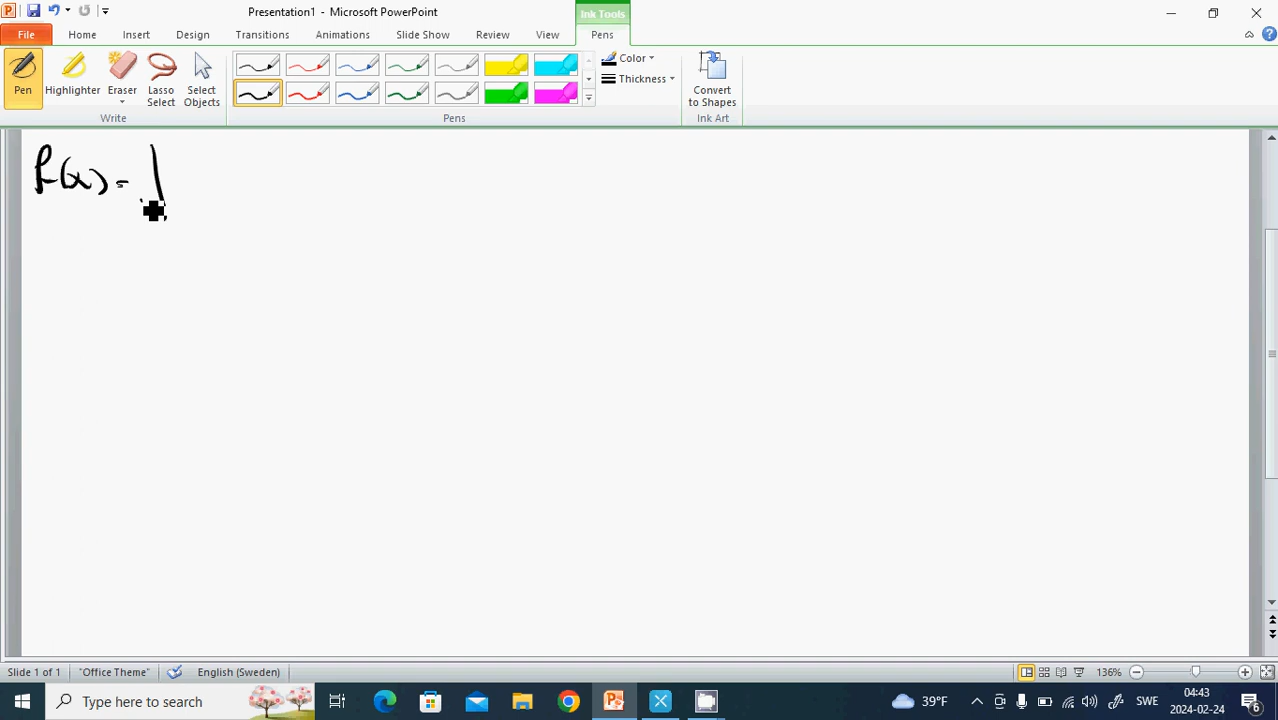 Presentation1 - Microsoft PowerPoint
Ink Tools
File Home Insert Design Transitions Animations Slide Show Review View Pens
Pen Highlighter Eraser Lasso Select Select Objects
Color
Thickness
Convert to Shapes
Write Pens Ink Art
f(x) =
Slide 1 of 1 "Office Theme" English (Sweden) 136%
Type here to search 39°F SWE 04:43 2024-02-24 6